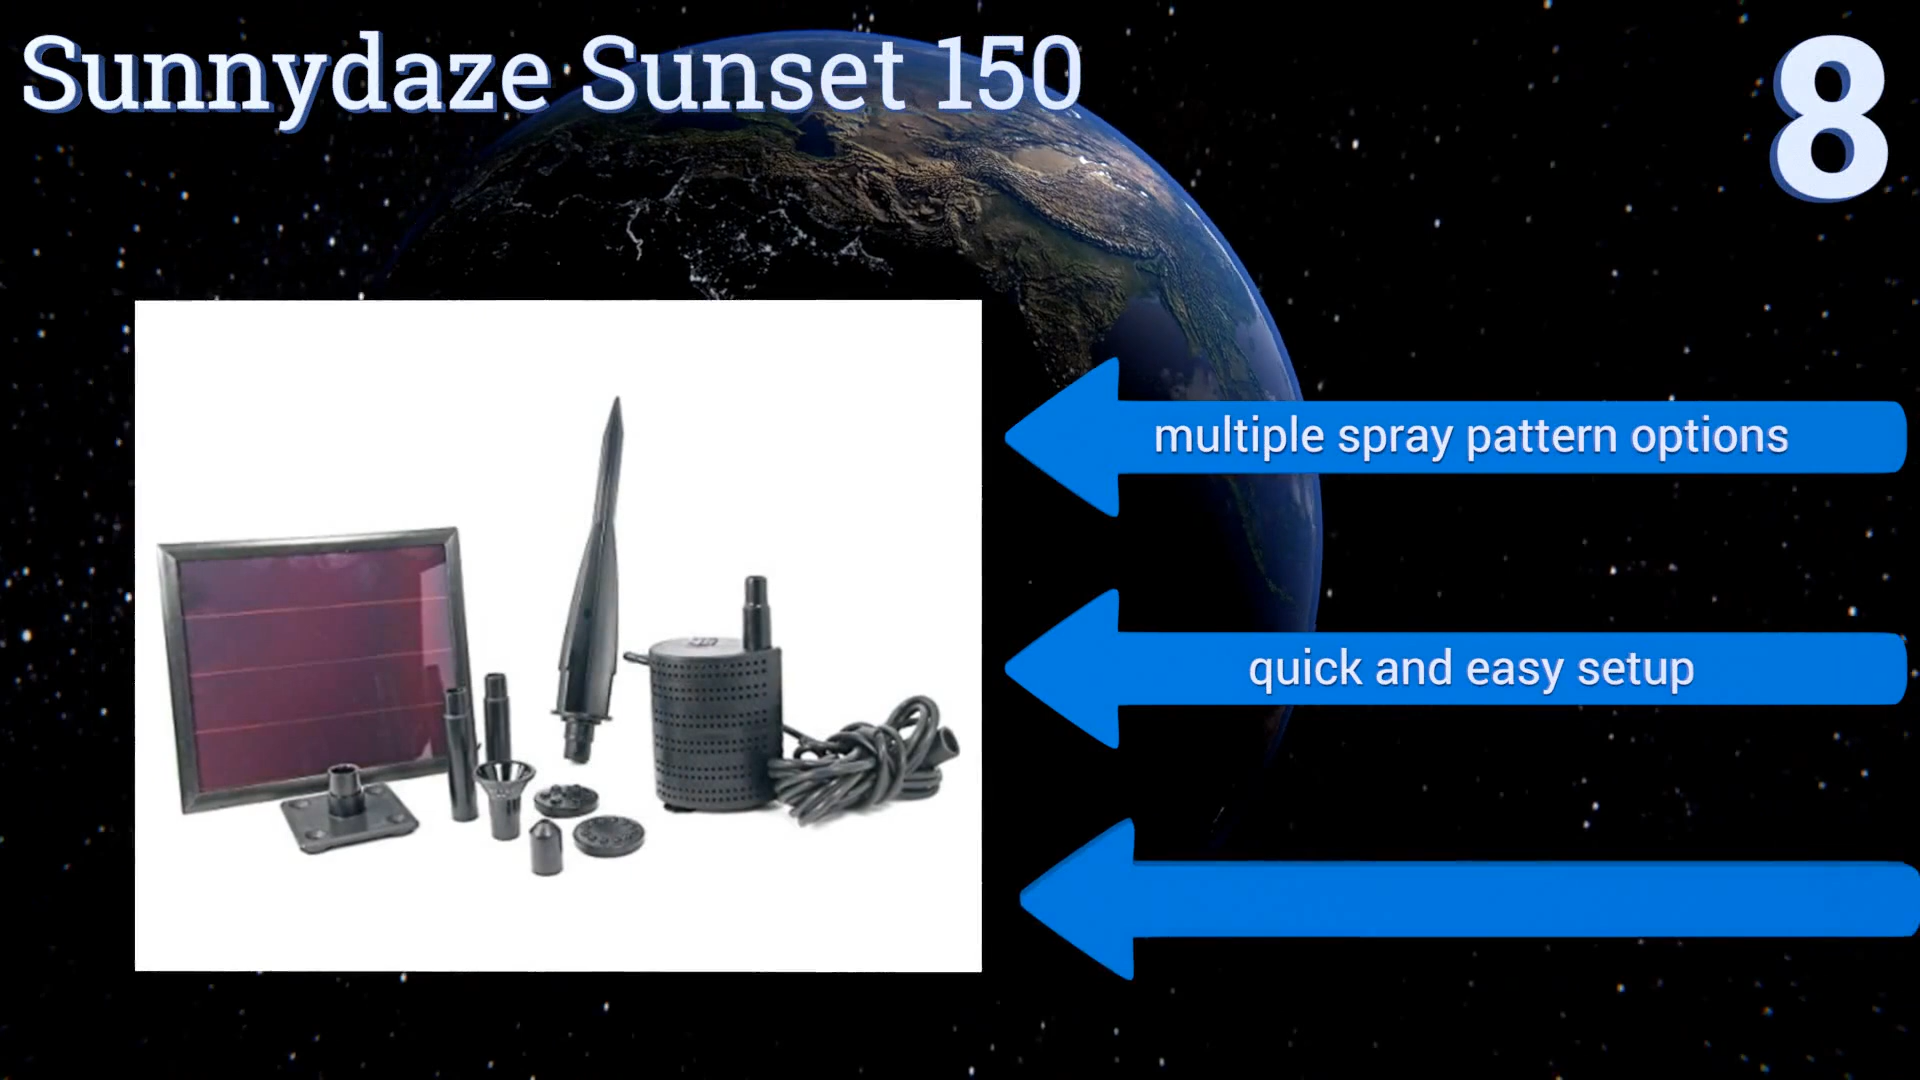 Sunnydaze Sunset 150
8
multiple spray pattern options
quick and easy setup